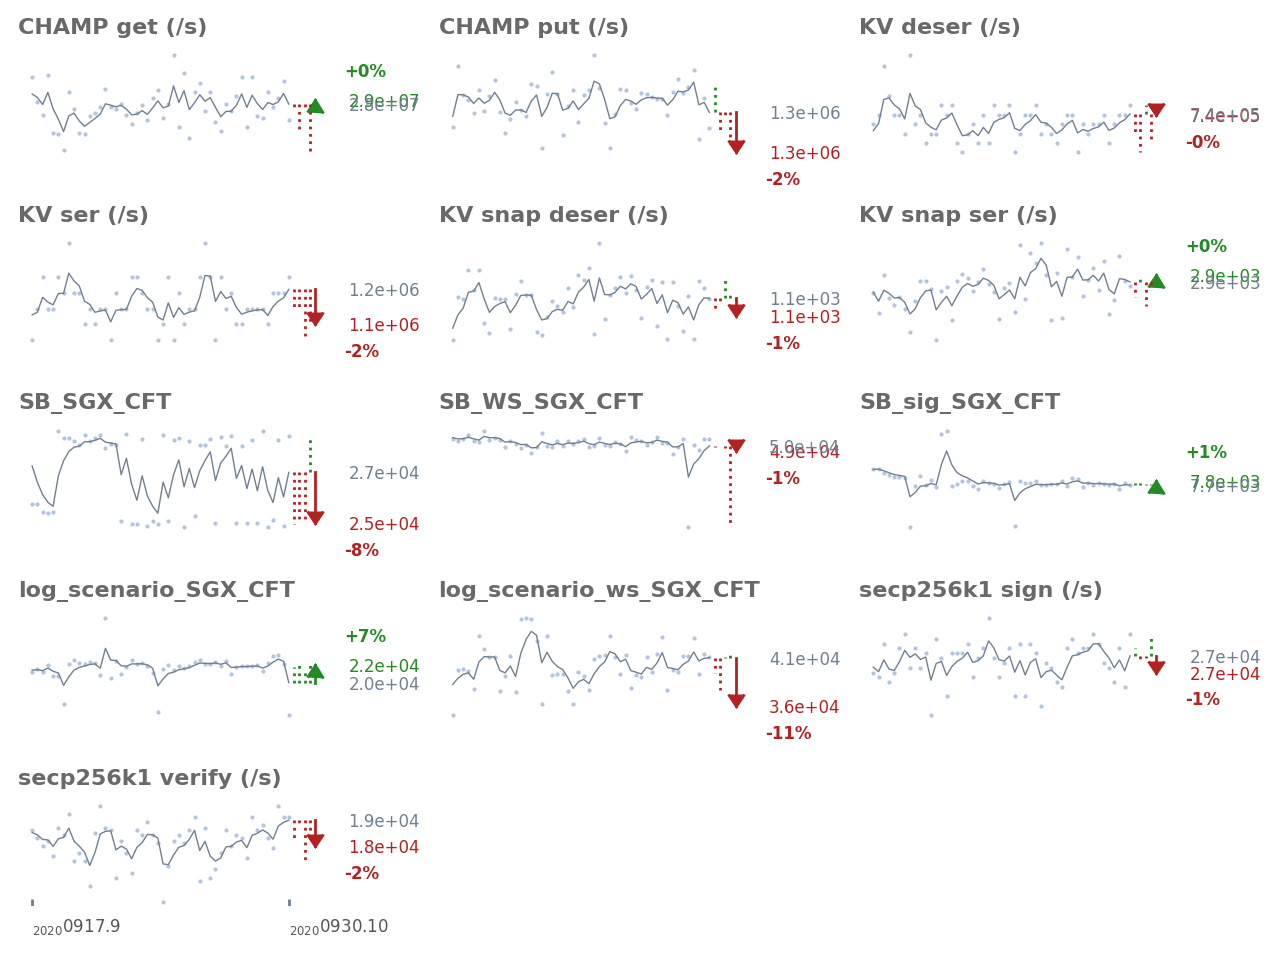 CHAMP get (/s)
+0%
2.9e+07
CHAMP put (/s)
1.3e+06
1.3e+06
-2%
KV deser (/s)
7.4e+05
-0%
KV ser (/s)
1.2e+06
1.1e+06
-2%
KV snap deser (/s)
1.1e+03
1.1e+03
-1%
KV snap ser (/s)
+0%
2.9e+03
2.9e+03
SB_SGX_CFT
2.7e+04
2.5e+04
-8%
SB_WS_SGX_CFT
5.0e+04
4.9e+04
-1%
SB_sig_SGX_CFT
+1%
7.8e+03
7.7e+03
log_scenario_SGX_CFT
+7%
2.2e+04
2.0e+04
log_scenario_ws_SGX_CFT
4.1e+04
3.6e+04
-11%
secp256k1 sign (/s)
2.7e+04
2.7e+04
-1%
secp256k1 verify (/s)
1.9e+04
1.8e+04
-2%
20200917.9
20200930.10